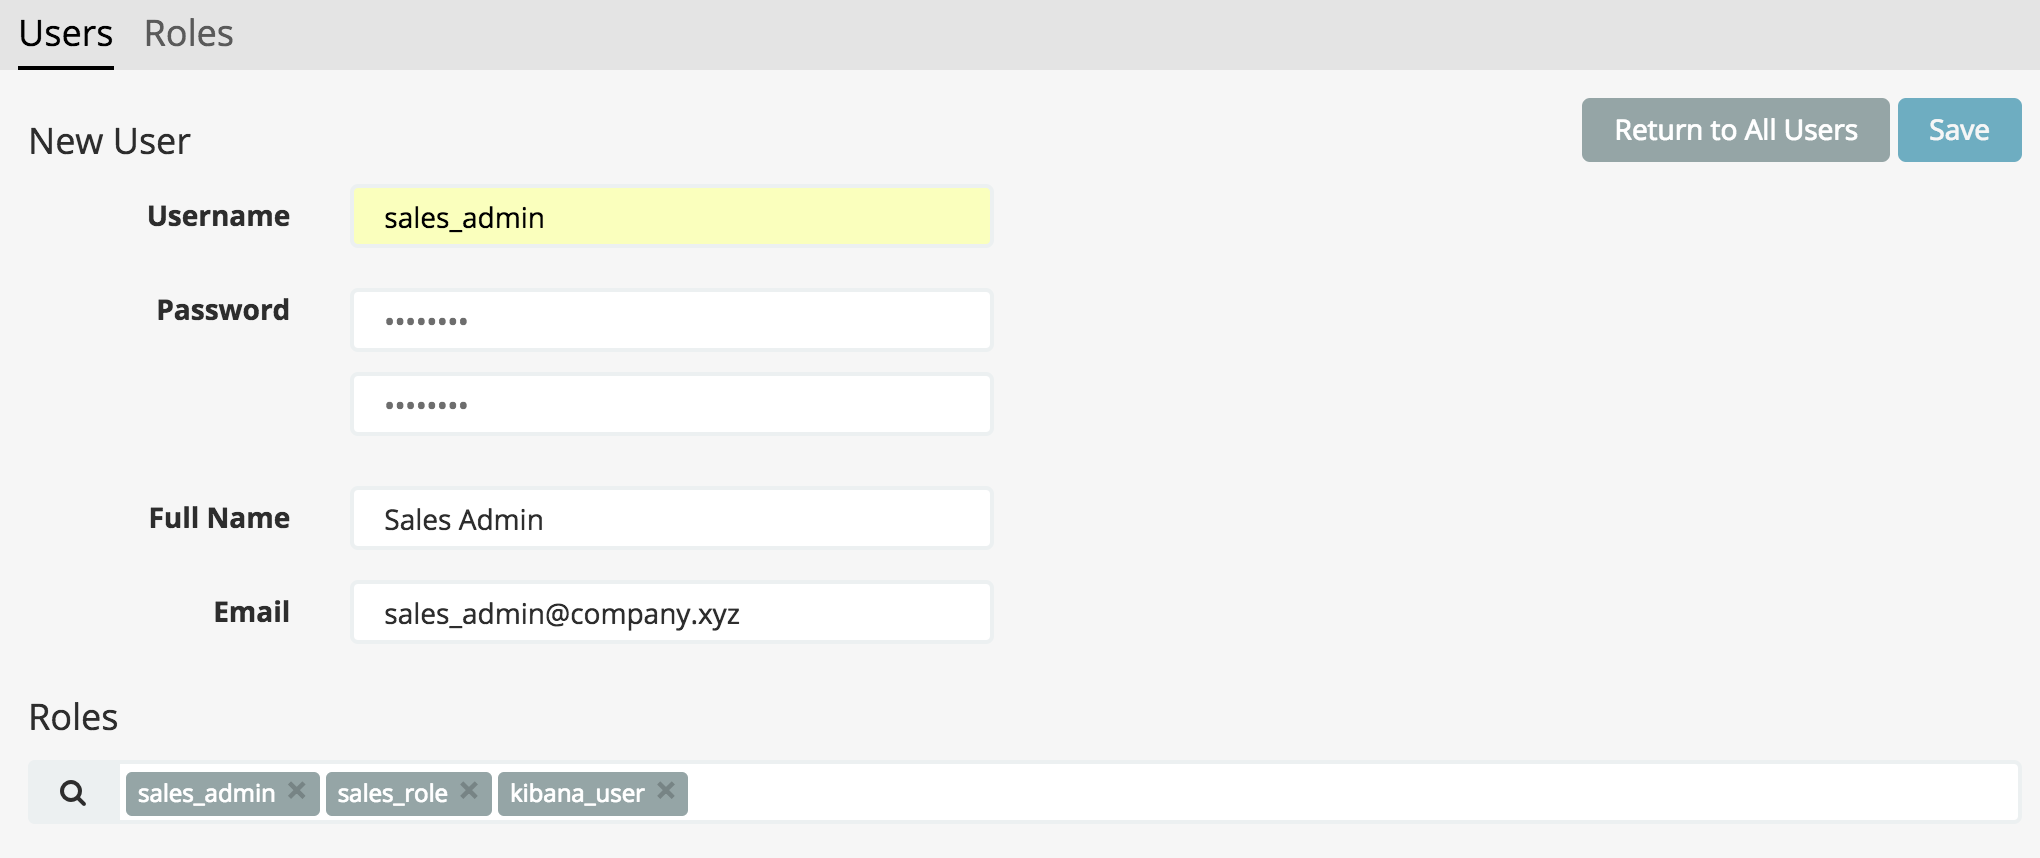 Users Roles
New User
Return to All Users Save
Username sales_admin
Password ••••••••
••••••••
Full Name Sales Admin
Email sales_admin@company.xyz
Roles
sales_admin × sales_role × kibana_user ×